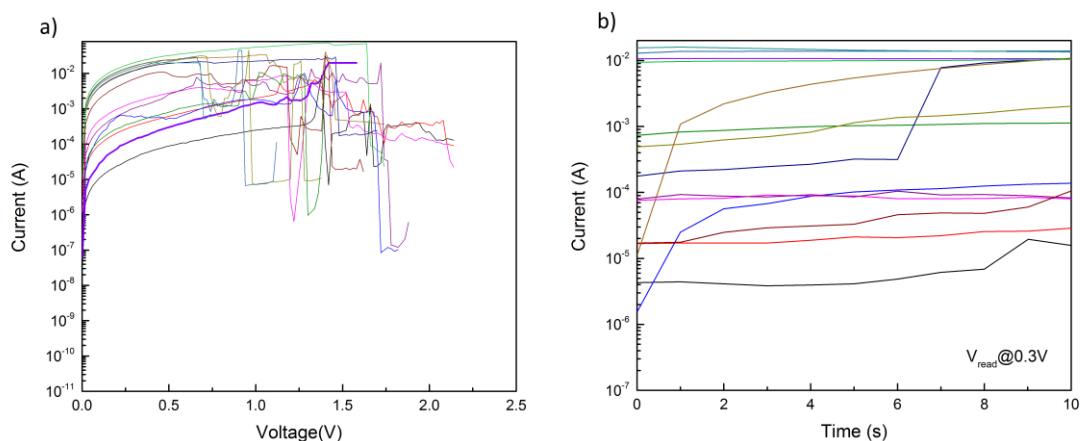 a)
Current (A)
10⁻²
10⁻³
10⁻⁴
10⁻⁵
10⁻⁶
10⁻⁷
10⁻⁸
10⁻⁹
10⁻¹⁰
10⁻¹¹
0.0 0.5 1.0 1.5 2.0 2.5
Voltage(V)
b)
Current (A)
10⁻²
10⁻³
10⁻⁴
10⁻⁵
10⁻⁶
10⁻⁷
V_read@0.3V
0 2 4 6 8 10
Time (s)